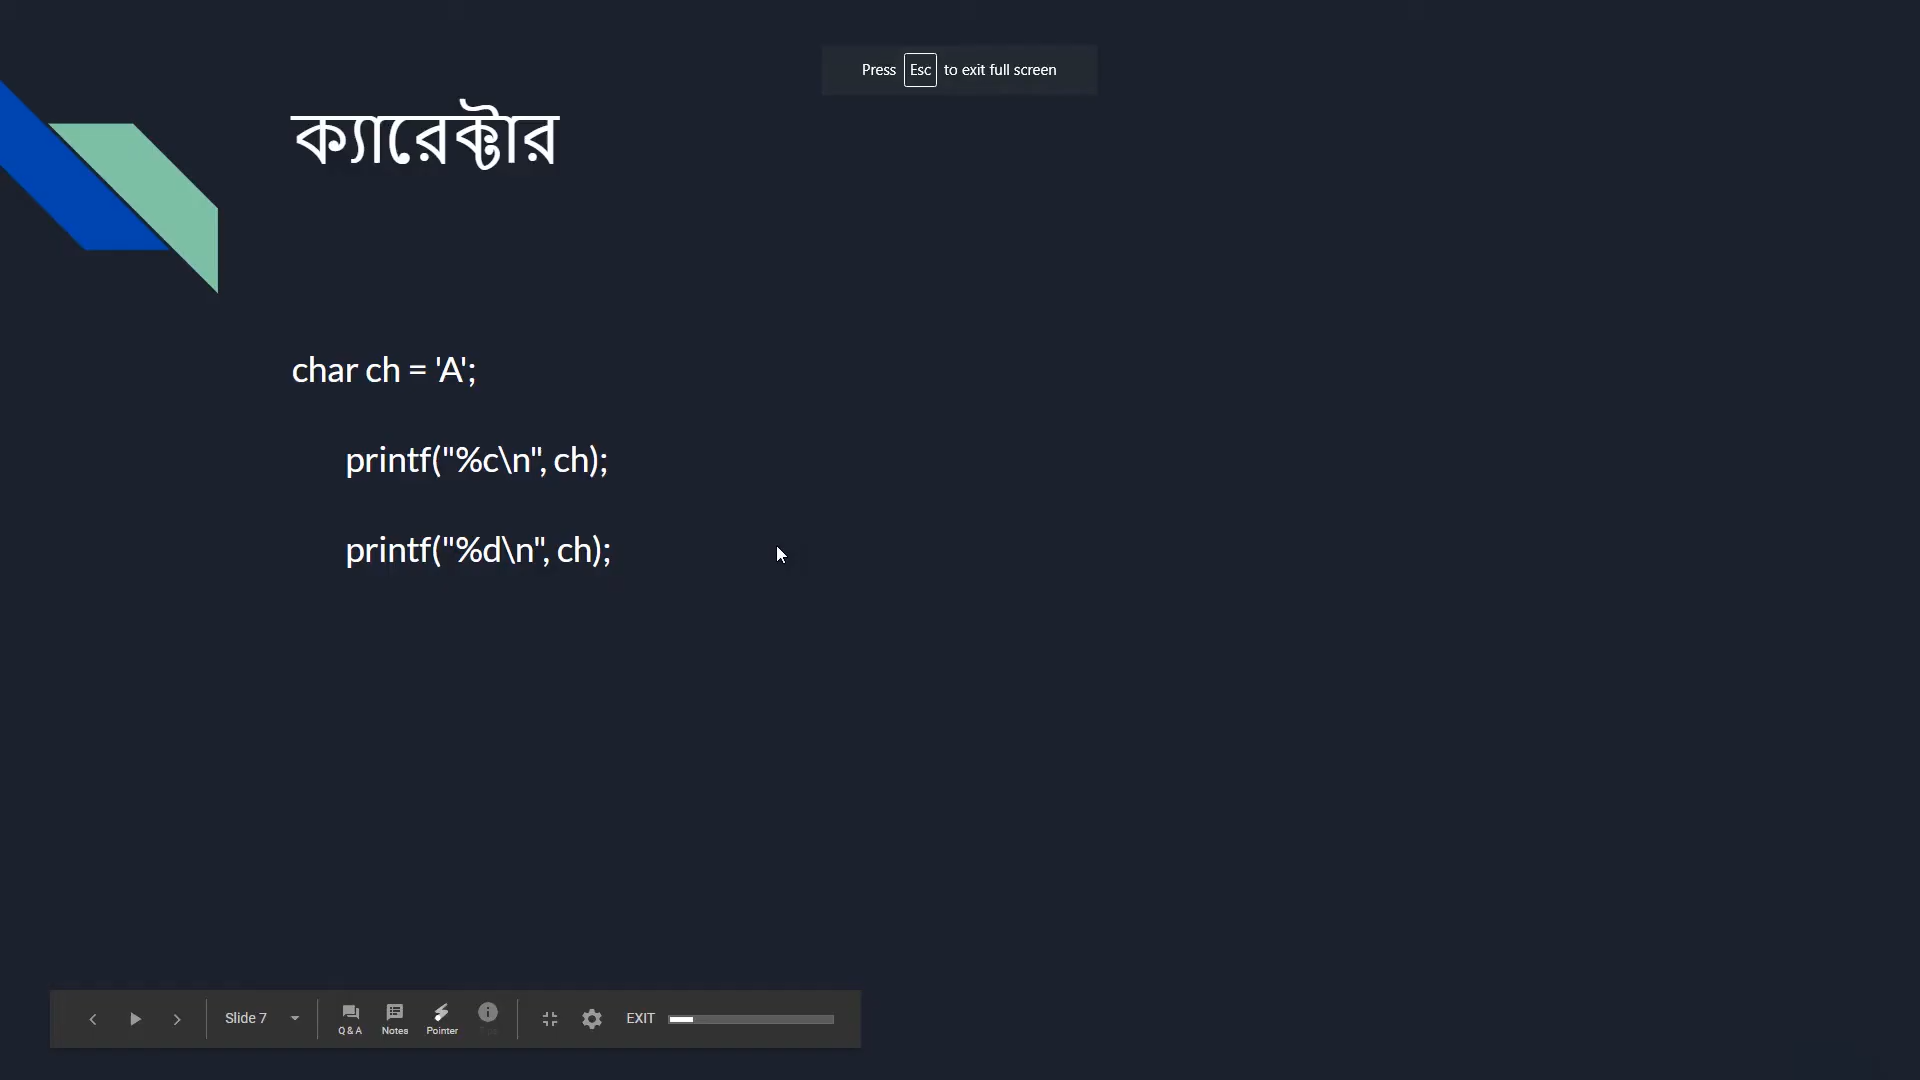 Press Esc to exit full screen
ক্যারেক্টার
char ch = 'A';
printf("%c\n", ch);
printf("%d\n", ch);
Slide 7
Q & A
Notes
Pointer
EXIT